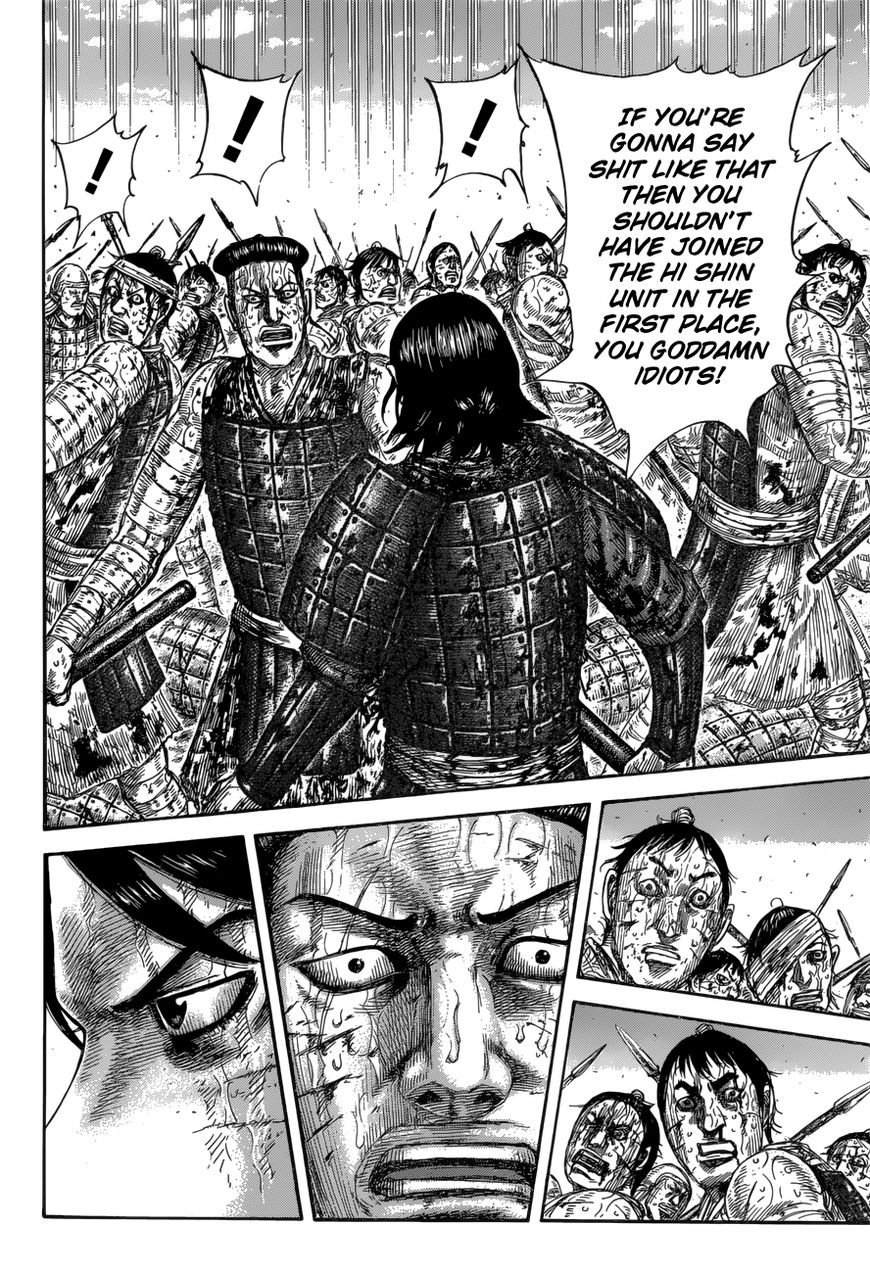 IF YOU'RE
GONNA SAY
SHIT LIKE THAT
THEN YOU
SHOULDN'T
HAVE JOINED
THE HI SHIN
UNIT IN THE
FIRST PLACE,
YOU GODDAMN
IDIOTS!
!
!
!